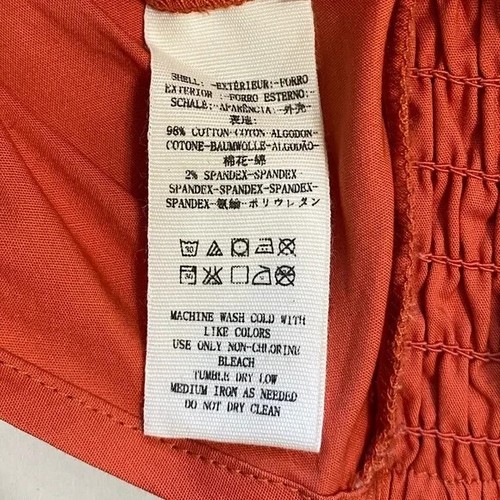 SHELL: -EXTÉRIEUR-FORRO
EXTERIOR :-FORRO ESTERNO:-
SCHALE:-APARÊNCIA:-外壳-
表地:
98% COTTON-COTON-ALGODON-
COTONE-BAUMWOLLE-ALGODÃO-
棉花-綿
2% SPANDEX-SPANDEX-
SPANDEX-SPANDEX-SPANDEX-
SPANDEX-氨綸-ポリウレタン
30
30
MACHINE WASH COLD WITH
LIKE COLORS
USE ONLY NON-CHLORINE
BLEACH
TUMBLE DRY LOW
MEDIUM IRON AS NEEDED
DO NOT DRY CLEAN